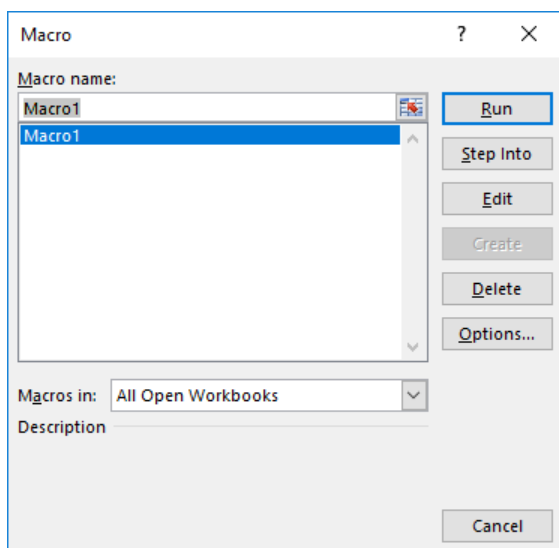 Macro
Macro name:
Macro1
Macro1
Run
Step Into
Edit
Create
Delete
Options...
Macros in: All Open Workbooks
Description
Cancel